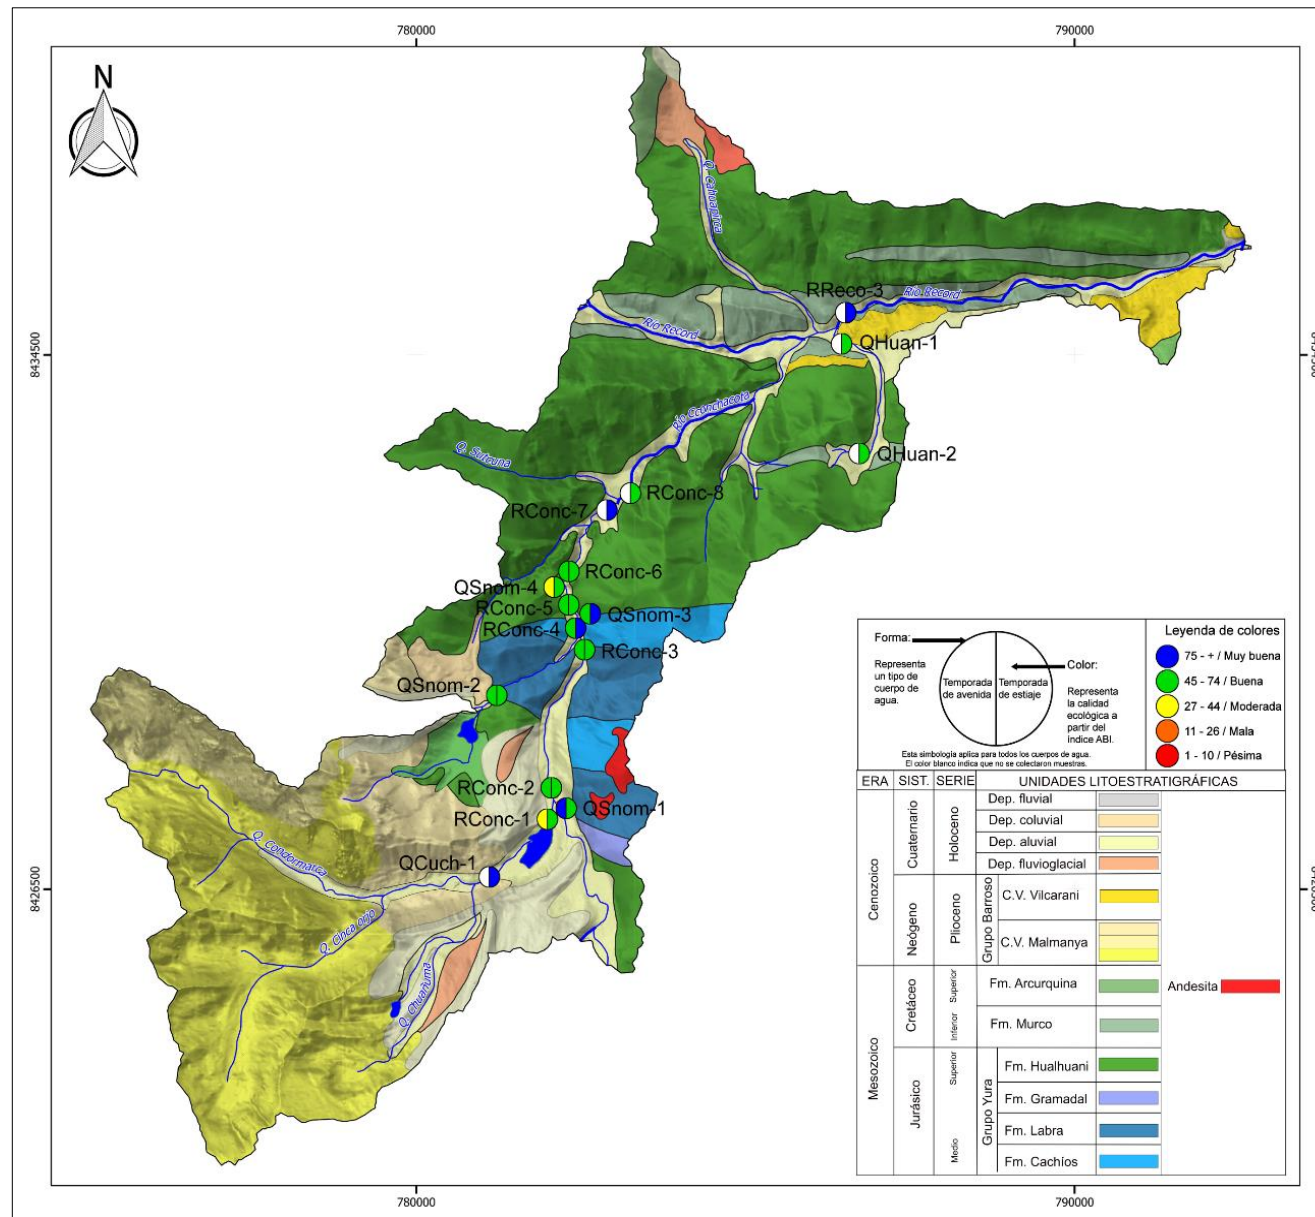 780000
790000
N
8434500
8426500
Q. Cahuapirca
Río Record
RReco-3
Río Record
QHuan-1
Río Ccunchacota
Q. Suteuna
QHuan-2
RConc-8
RConc-7
RConc-6
QSnom-4
RConc-5
QSnom-3
RConc-4
RConc-3
QSnom-2
RConc-2
QSnom-1
RConc-1
QCuch-1
Q. Condormarca
Q. Cinca orjo
Q. Chuañuma
Forma:
Representa
un tipo de
cuerpo de
agua.
Temporada
de avenida
Temporada
de estiaje
Color:
Representa
la calidad
ecológica a
partir del
índice ABI.
Esta simbología aplica para todos los cuerpos de agua.
El color blanco indica que no se colectaron muestras.
Leyenda de colores
75 - + / Muy buena
45 - 74 / Buena
27 - 44 / Moderada
11 - 26 / Mala
1 - 10 / Pésima
ERA SIST. SERIE UNIDADES LITOESTRATIGRÁFICAS
Cenozoico
Cuaternario
Holoceno
Dep. fluvial
Dep. coluvial
Dep. aluvial
Dep. fluvioglacial
Neógeno
Plioceno
Grupo Barroso
C.V. Vilcarani
C.V. Malmanya
Mesozoico
Cretáceo
Superior
Fm. Arcurquina
Andesita
Inferior
Fm. Murco
Jurásico
Superior
Medio
Grupo Yura
Fm. Hualhuani
Fm. Gramadal
Fm. Labra
Fm. Cachíos
780000
790000